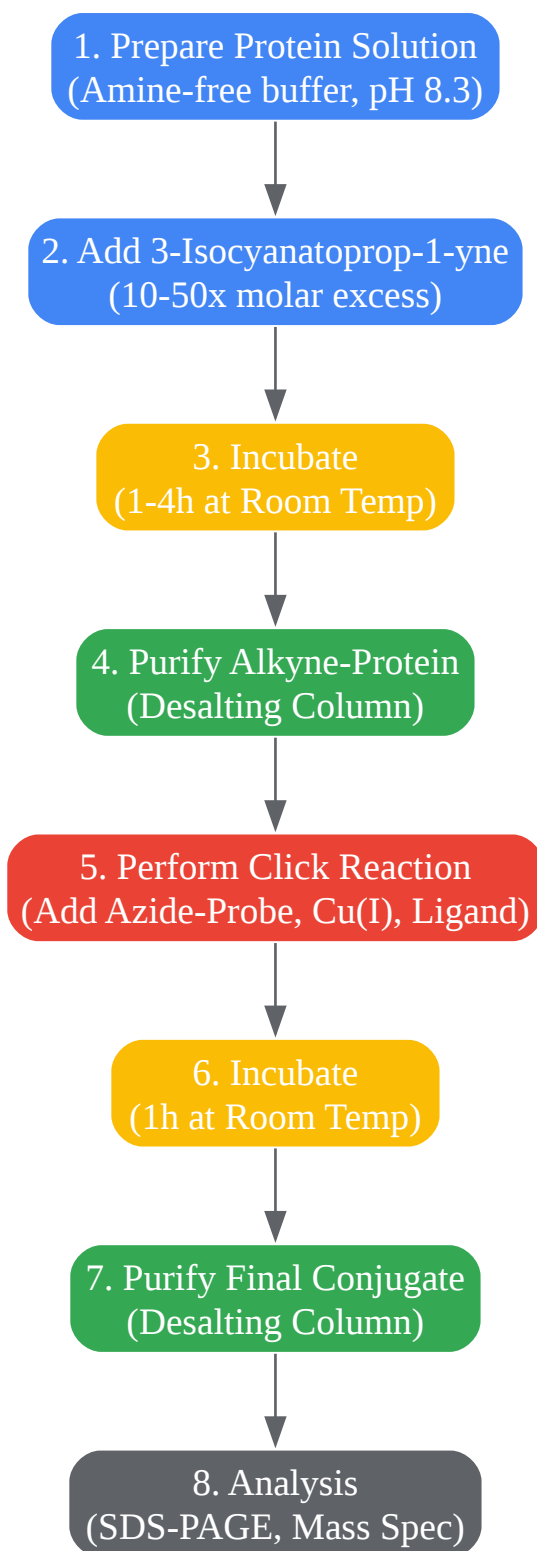 1. Prepare Protein Solution
(Amine-free buffer, pH 8.3)
2. Add 3-Isocyanatoprop-1-yne
(10-50x molar excess)
3. Incubate
(1-4h at Room Temp)
4. Purify Alkyne-Protein
(Desalting Column)
5. Perform Click Reaction
(Add Azide-Probe, Cu(I), Ligand)
6. Incubate
(1h at Room Temp)
7. Purify Final Conjugate
(Desalting Column)
8. Analysis
(SDS-PAGE, Mass Spec)